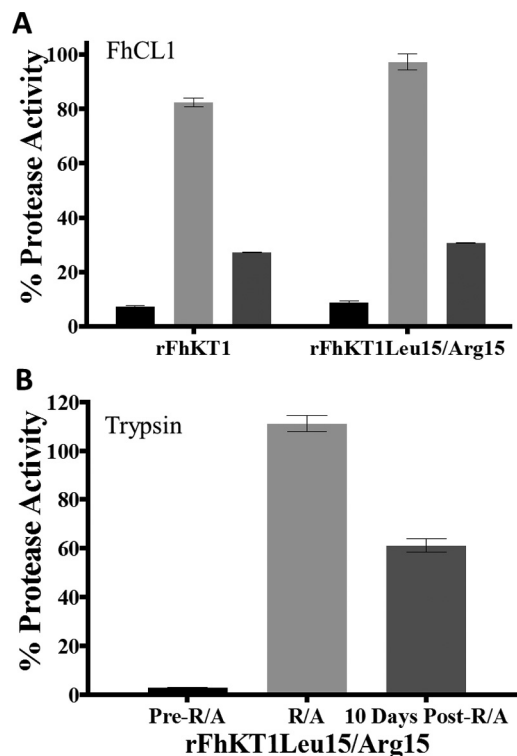 A
FhCL1
% Protease Activity
100
80
60
40
20
0
rFhKT1
rFhKT1Leu15/Arg15
B
Trypsin
% Protease Activity
120
100
80
60
40
20
0
Pre-R/A
R/A
10 Days Post-R/A
rFhKT1Leu15/Arg15